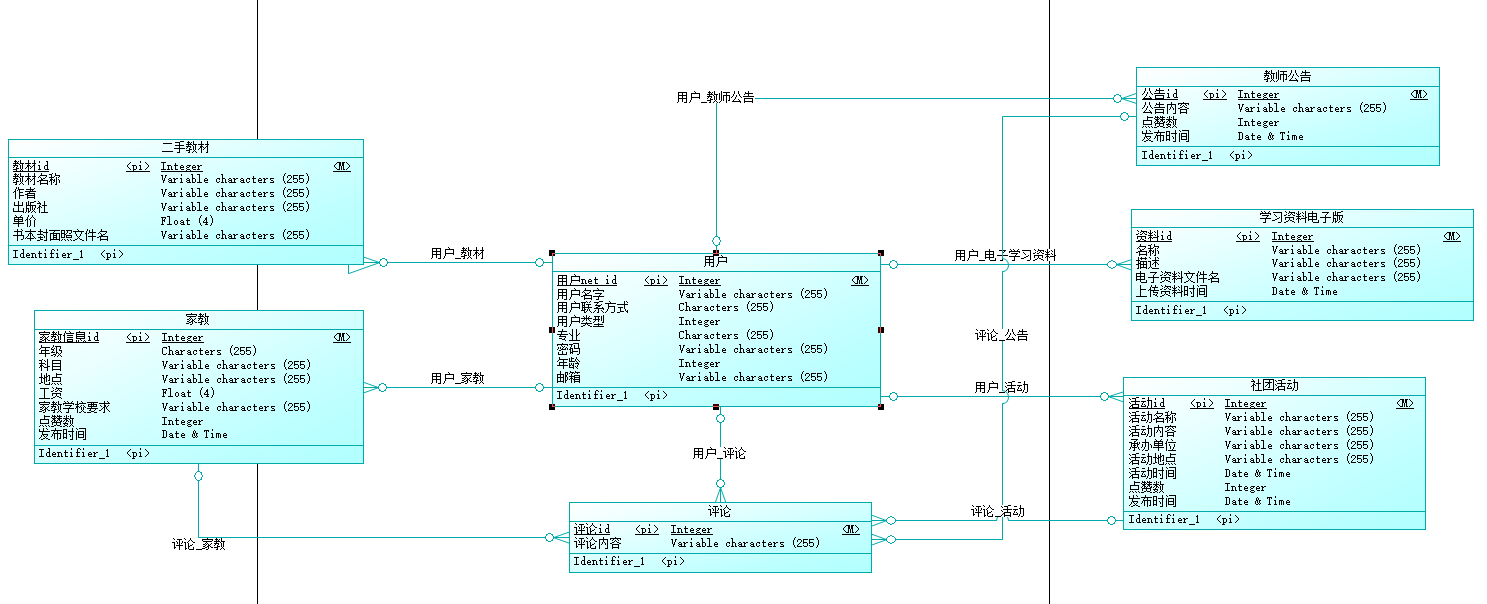 用户_教师公告
教师公告
公告id <pi> Integer <M>
公告内容 Variable characters (255)
点赞数 Integer
发布时间 Date & Time
Identifier_1 <pi>
二手教材
教材id <pi> Integer <M>
教材名称 Variable characters (255)
作者 Variable characters (255)
出版社 Variable characters (255)
单价 Float (4)
书本封面照文件名 Variable characters (255)
Identifier_1 <pi>
用户_教材
用户
用户net_id <pi> Integer <M>
用户名字 Variable characters (255)
用户联系方式 Characters (255)
用户类型 Integer
专业 Characters (255)
密码 Variable characters (255)
年龄 Integer
邮箱 Variable characters (255)
Identifier_1 <pi>
用户_电子学习资料
学习资料电子版
资料id <pi> Integer <M>
名称 Variable characters (255)
描述 Variable characters (255)
电子资料文件名 Variable characters (255)
上传资料时间 Date & Time
Identifier_1 <pi>
家教
家教信息id <pi> Integer <M>
年级 Characters (255)
科目 Variable characters (255)
地点 Variable characters (255)
工资 Float (4)
家教学校要求 Variable characters (255)
点赞数 Integer
发布时间 Date & Time
Identifier_1 <pi>
用户_家教
评论_公告
用户_活动
社团活动
活动id <pi> Integer <M>
活动名称 Variable characters (255)
活动内容 Variable characters (255)
承办单位 Variable characters (255)
活动地点 Variable characters (255)
活动时间 Date & Time
点赞数 Integer
发布时间 Date & Time
Identifier_1 <pi>
用户_评论
评论
评论id <pi> Integer <M>
评论内容 Variable characters (255)
Identifier_1 <pi>
评论_活动
评论_家教